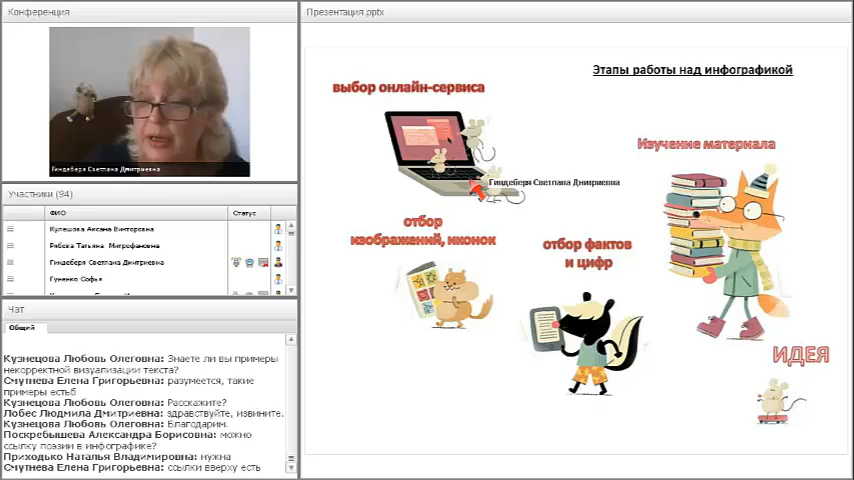 Конференция
Гиндеберя Светлана Дмитриевна
Участники (94)
ФИО
Статус
Кулешова Аксана Викторовна
Рябова Татьяна Митрофановна
Гиндеберя Светлана Дмитриевна
Гуненко Софья
Чат
Общий
Кузнецова Любовь Олеговна: Знаете ли вы примеры
некорректной визуализации текста?
Смутнева Елена Григорьевна: разумеется, такие
примеры естьб
Кузнецова Любовь Олеговна: Расскажите?
Лобес Людмила Дмитриевна: здравствуйте, извините.
Кузнецова Любовь Олеговна: Благодарим.
Поскребышева Александра Борисовна: можно
ссылку поэзии в инфографике?
Приходько Наталья Владимировна: нужна
Смутнева Елена Григорьевна: ссылки вверху есть
Презентация.pptx
Этапы работы над инфографикой
выбор онлайн-сервиса
Изучение материала
Гиндеберя Светлана Дмитриевна
отбор
изображений, иконок
отбор фактов
и цифр
ИДЕЯ